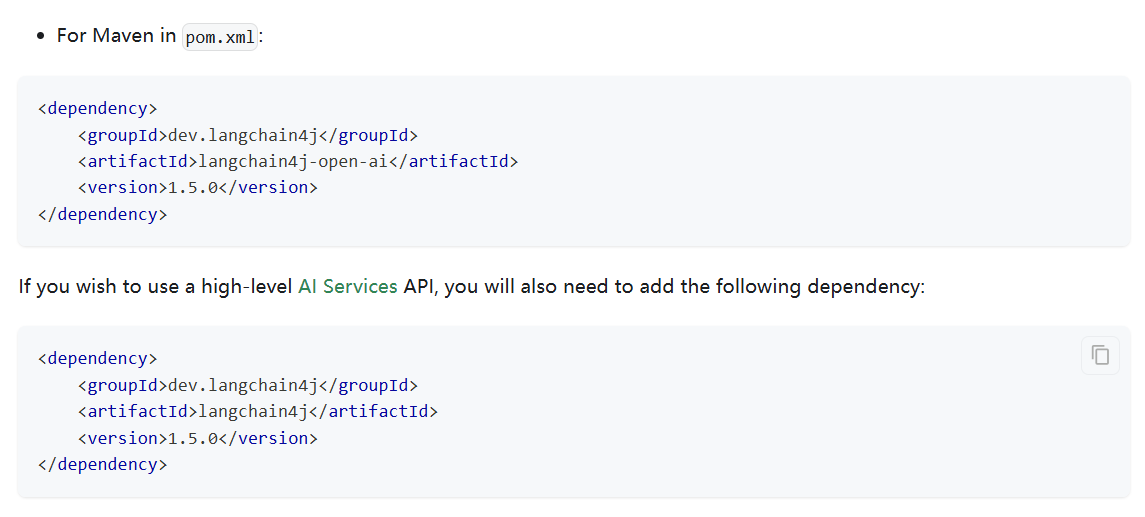 For Maven in pom.xml:
<dependency>
<groupId>dev.langchain4j</groupId>
<artifactId>langchain4j-open-ai</artifactId>
<version>1.5.0</version>
</dependency>
If you wish to use a high-level AI Services API, you will also need to add the following dependency:
<dependency>
<groupId>dev.langchain4j</groupId>
<artifactId>langchain4j</artifactId>
<version>1.5.0</version>
</dependency>